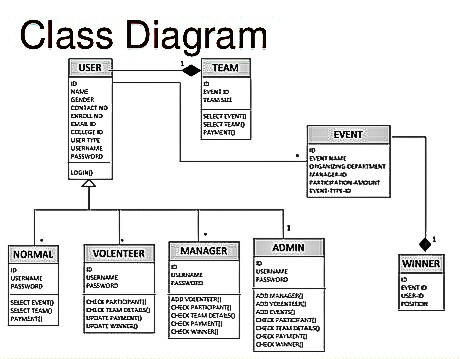 Class Diagram
USER
ID
NAME
GENDER
CONTACT NO
ENROLL NO
EMAIL ID
COLLEGE ID
USER TYPE
USERNAME
PASSWORD
LOGIN()
1
TEAM
ID
EVENT ID
TEAM SIZE
SELECT EVENT()
SELECT TEAM()
PAYMENT()
*
EVENT
ID
EVENT NAME
ORGANIZING-DEPARTMENT
MANAGER-ID
PARTICIPATION-AMOUNT
EVENT-TYPE-ID
1
WINNER
ID
EVENT ID
USER-ID
POSITION
*
NORMAL
ID
USERNAME
PASSWORD
SELECT EVENT()
SELECT TEAM()
PAYMENT()
*
VOLENTEER
ID
USERNAME
PASSWORD
CHECK PARTICIPANT()
CHECK TEAM DETAILS()
UPDATE PAYMENT()
UPDATE WINNER()
*
MANAGER
ID
USERNAME
PASSWORD
ADD VOLENTEER()
CHECK PARTICIPANT()
CHECK TEAM DETAILS()
CHECK PAYMENT()
CHECK WINNER()
1
ADMIN
ID
USERNAME
PASSWORD
ADD MANAGER()
ADD VOLENTEER()
ADD EVENTS()
CHECK PARTICIPANT()
CHECK TEAM DETAILS()
CHECK PAYMENT()
CHECK WINNER()